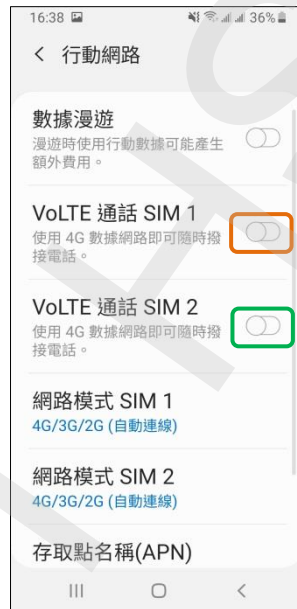 16:38 36%
行動網路
數據漫遊
漫遊時使用行動數據可能產生
額外費用。
VoLTE 通話 SIM 1
使用 4G 數據網路即可隨時撥
接電話。
VoLTE 通話 SIM 2
使用 4G 數據網路即可隨時撥
接電話。
網路模式 SIM 1
4G/3G/2G (自動連線)
網路模式 SIM 2
4G/3G/2G (自動連線)
存取點名稱(APN)